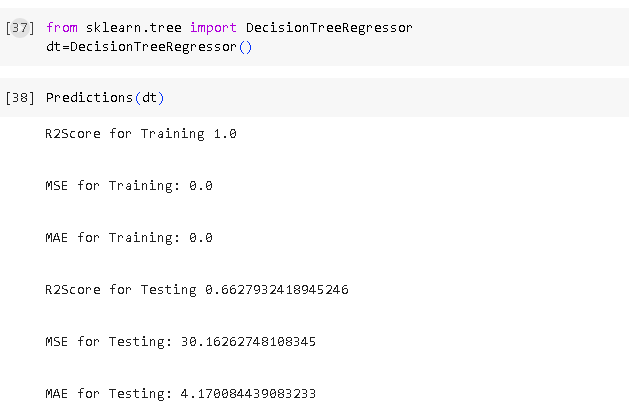 [37] from sklearn.tree import DecisionTreeRegressor
dt=DecisionTreeRegressor()
[38] Predictions(dt)
R2Score for Training 1.0
MSE for Training: 0.0
MAE for Training: 0.0
R2Score for Testing 0.6627932418945246
MSE for Testing: 30.16262748108345
MAE for Testing: 4.170084439083233